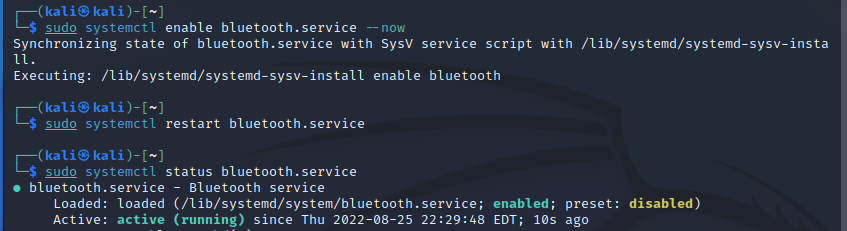 ┌──(kali㉿kali)-[~]
└─$ sudo systemctl enable bluetooth.service --now
Synchronizing state of bluetooth.service with SysV service script with /lib/systemd/systemd-sysv-insta
ll.
Executing: /lib/systemd/systemd-sysv-install enable bluetooth
┌──(kali㉿kali)-[~]
└─$ sudo systemctl restart bluetooth.service
┌──(kali㉿kali)-[~]
└─$ sudo systemctl status bluetooth.service
● bluetooth.service - Bluetooth service
Loaded: loaded (/lib/systemd/system/bluetooth.service; enabled; preset: disabled)
Active: active (running) since Thu 2022-08-25 22:29:48 EDT; 10s ago